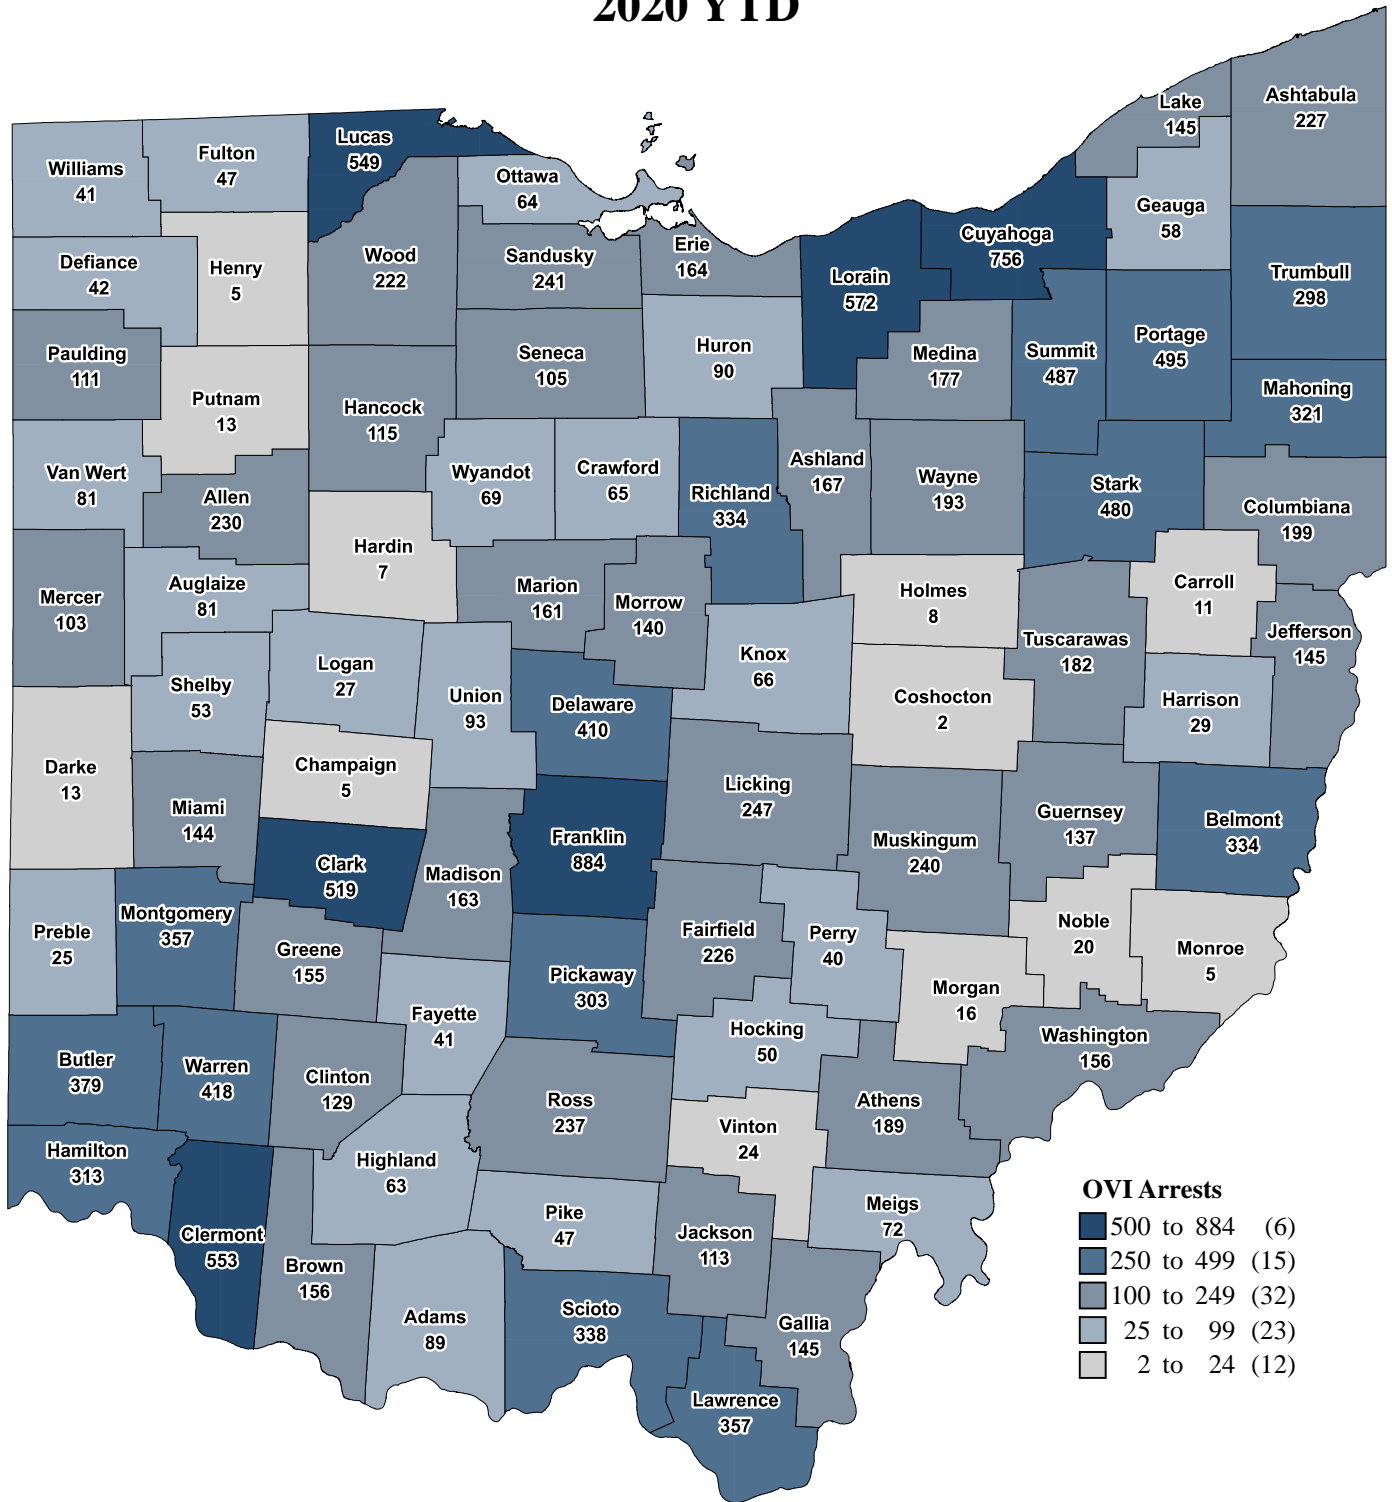 2020 YTD
Lake
145
Ashtabula
227
Lucas
549
Fulton
47
Williams
41
Ottawa
64
Geauga
58
Cuyahoga
756
Erie
164
Wood
222
Sandusky
241
Defiance
42
Henry
5
Lorain
572
Trumbull
298
Portage
495
Summit
487
Medina
177
Huron
90
Seneca
105
Paulding
111
Mahoning
321
Putnam
13
Hancock
115
Ashland
167
Wayne
193
Stark
480
Van Wert
81
Wyandot
69
Crawford
65
Richland
334
Allen
230
Columbiana
199
Hardin
7
Carroll
11
Auglaize
81
Marion
161
Holmes
8
Mercer
103
Morrow
140
Jefferson
145
Tuscarawas
182
Knox
66
Logan
27
Shelby
53
Union
93
Delaware
410
Coshocton
2
Harrison
29
Darke
13
Champaign
5
Licking
247
Miami
144
Guernsey
137
Belmont
334
Franklin
884
Muskingum
240
Clark
519
Madison
163
Montgomery
357
Preble
25
Greene
155
Fairfield
226
Perry
40
Noble
20
Monroe
5
Pickaway
303
Morgan
16
Fayette
41
Hocking
50
Washington
156
Butler
379
Warren
418
Clinton
129
Ross
237
Athens
189
Vinton
24
Hamilton
313
Highland
63
Meigs
72
Pike
47
Jackson
113
Clermont
553
Brown
156
Adams
89
Scioto
338
Gallia
145
Lawrence
357
OVI Arrests
500 to 884 (6)
250 to 499 (15)
100 to 249 (32)
25 to 99 (23)
2 to 24 (12)